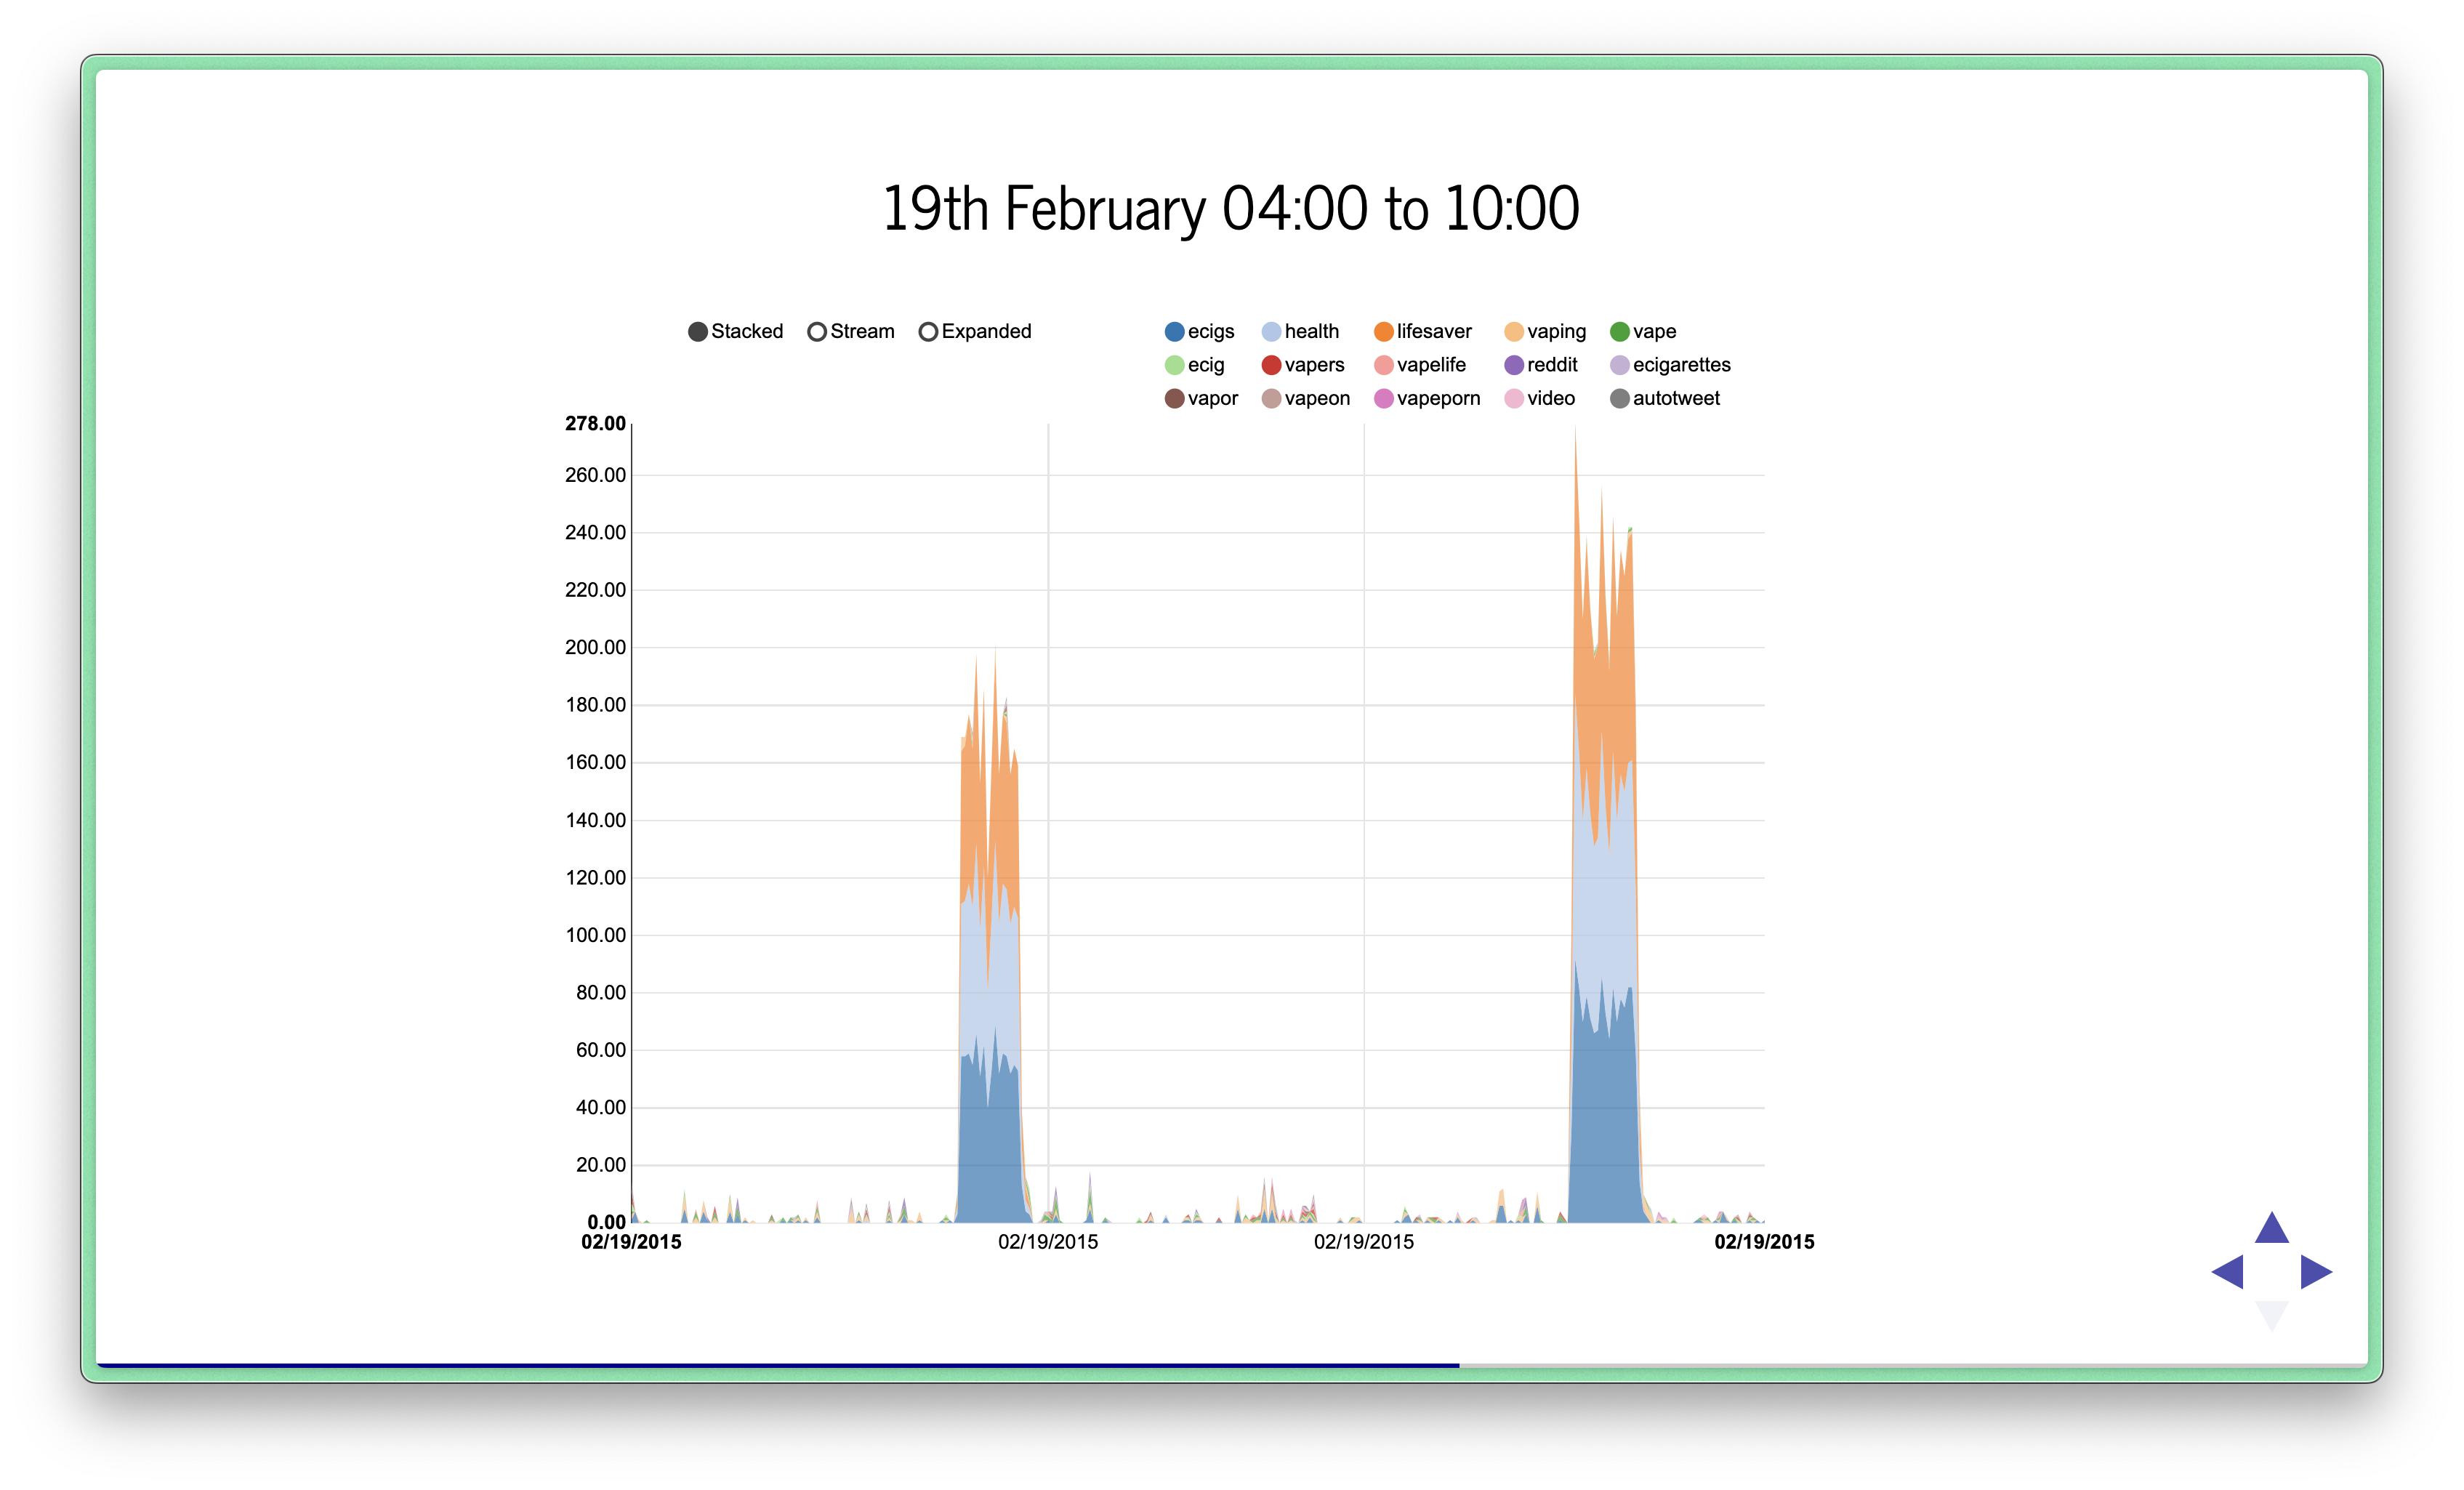 19th February 04:00 to 10:00
Stacked Stream Expanded
ecigs health lifesaver vaping vape
ecig vapers vapelife reddit ecigarettes
vapor vapeon vapeporn video autotweet
278.00
260.00
240.00
220.00
200.00
180.00
160.00
140.00
120.00
100.00
80.00
60.00
40.00
20.00
0.00
02/19/2015 02/19/2015 02/19/2015 02/19/2015